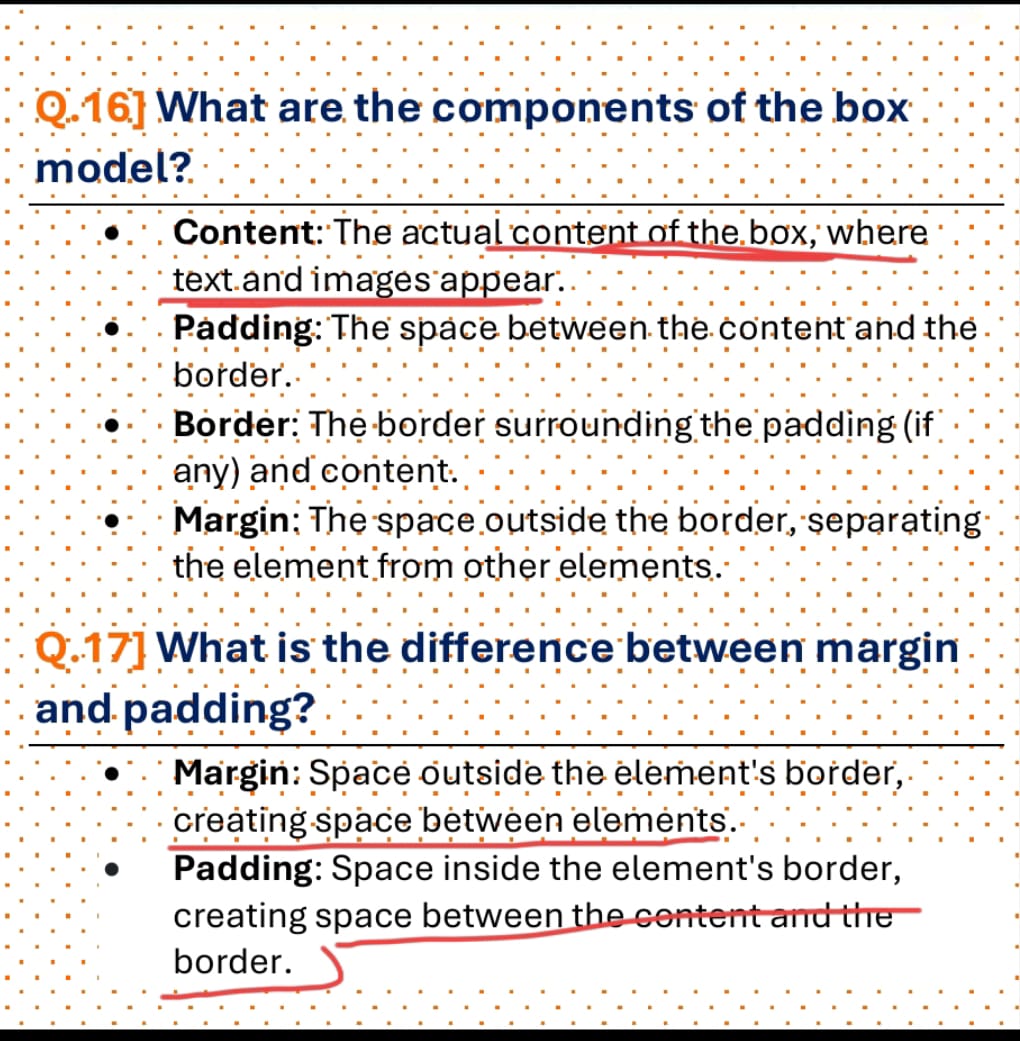 Q.16] What are the components of the box
model?
• Content: The actual content of the box, where
text and images appear.
• Padding: The space between the content and the
border.
• Border: The border surrounding the padding (if
any) and content.
• Margin: The space outside the border, separating
the element from other elements.
Q.17] What is the difference between margin
and padding?
• Margin: Space outside the element's border,
creating space between elements.
• Padding: Space inside the element's border,
creating space between the content and the
border.